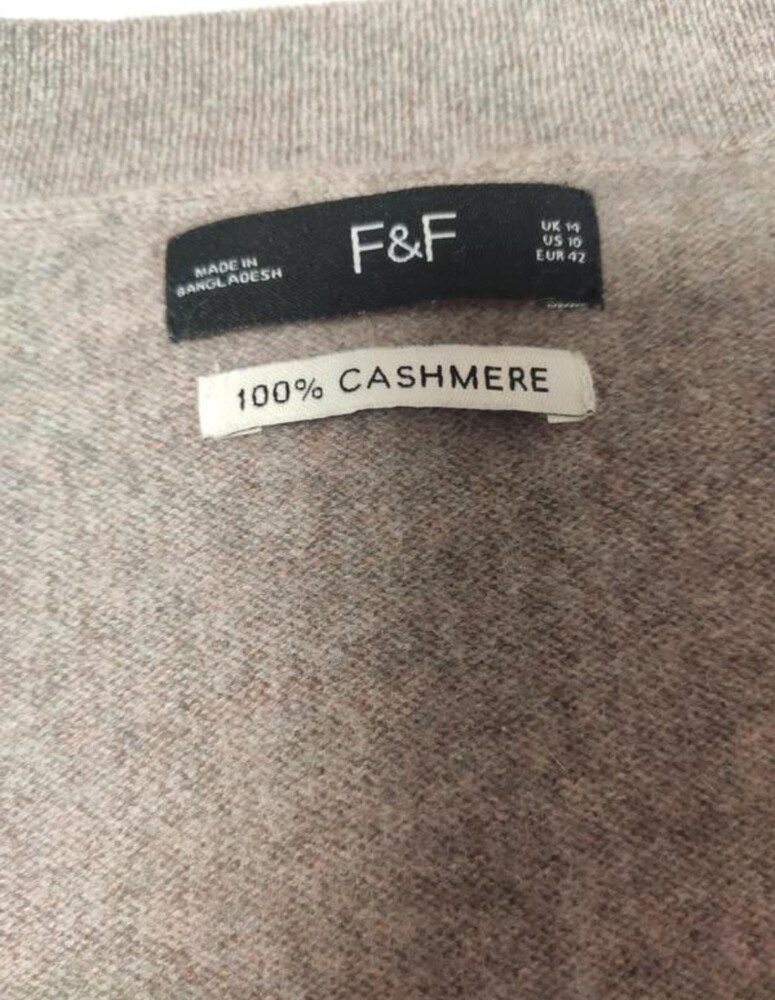 F&F
MADE IN
BANGLADESH
UK 14
US 10
EUR 42
100% CASHMERE